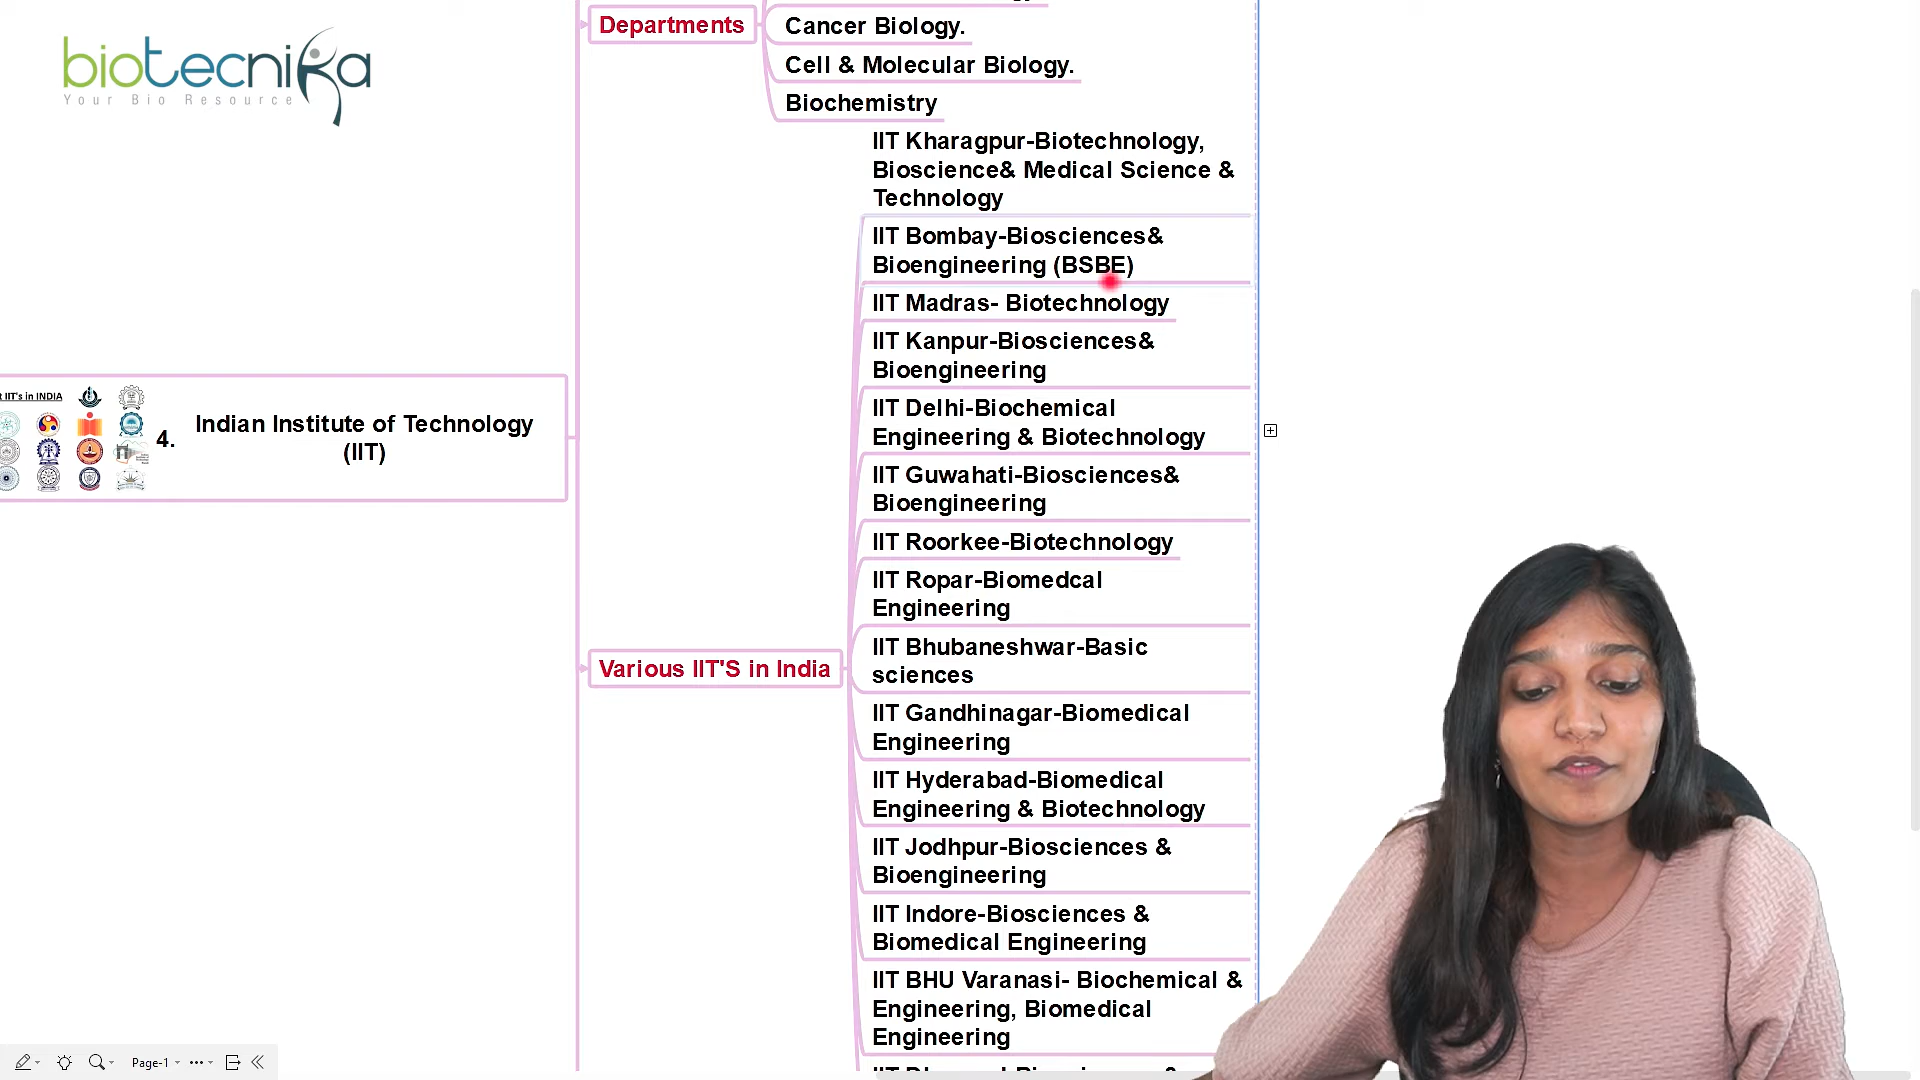 biotecnika
Your Bio Resource
Departments
Cancer Biology.
Cell & Molecular Biology.
Biochemistry
IIT Kharagpur-Biotechnology,
Bioscience& Medical Science &
Technology
IIT Bombay-Biosciences&
Bioengineering (BSBE)
IIT Madras- Biotechnology
IIT Kanpur-Biosciences&
Bioengineering
IIT Delhi-Biochemical
Engineering & Biotechnology
IIT Guwahati-Biosciences&
Bioengineering
IIT Roorkee-Biotechnology
IIT Ropar-Biomedcal
Engineering
IIT Bhubaneshwar-Basic
sciences
IIT Gandhinagar-Biomedical
Engineering
IIT Hyderabad-Biomedical
Engineering & Biotechnology
IIT Jodhpur-Biosciences &
Bioengineering
IIT Indore-Biosciences &
Biomedical Engineering
IIT BHU Varanasi- Biochemical &
Engineering, Biomedical
Engineering
IIT's in INDIA
4.
Indian Institute of Technology
(IIT)
Various IIT'S in India
Page-1